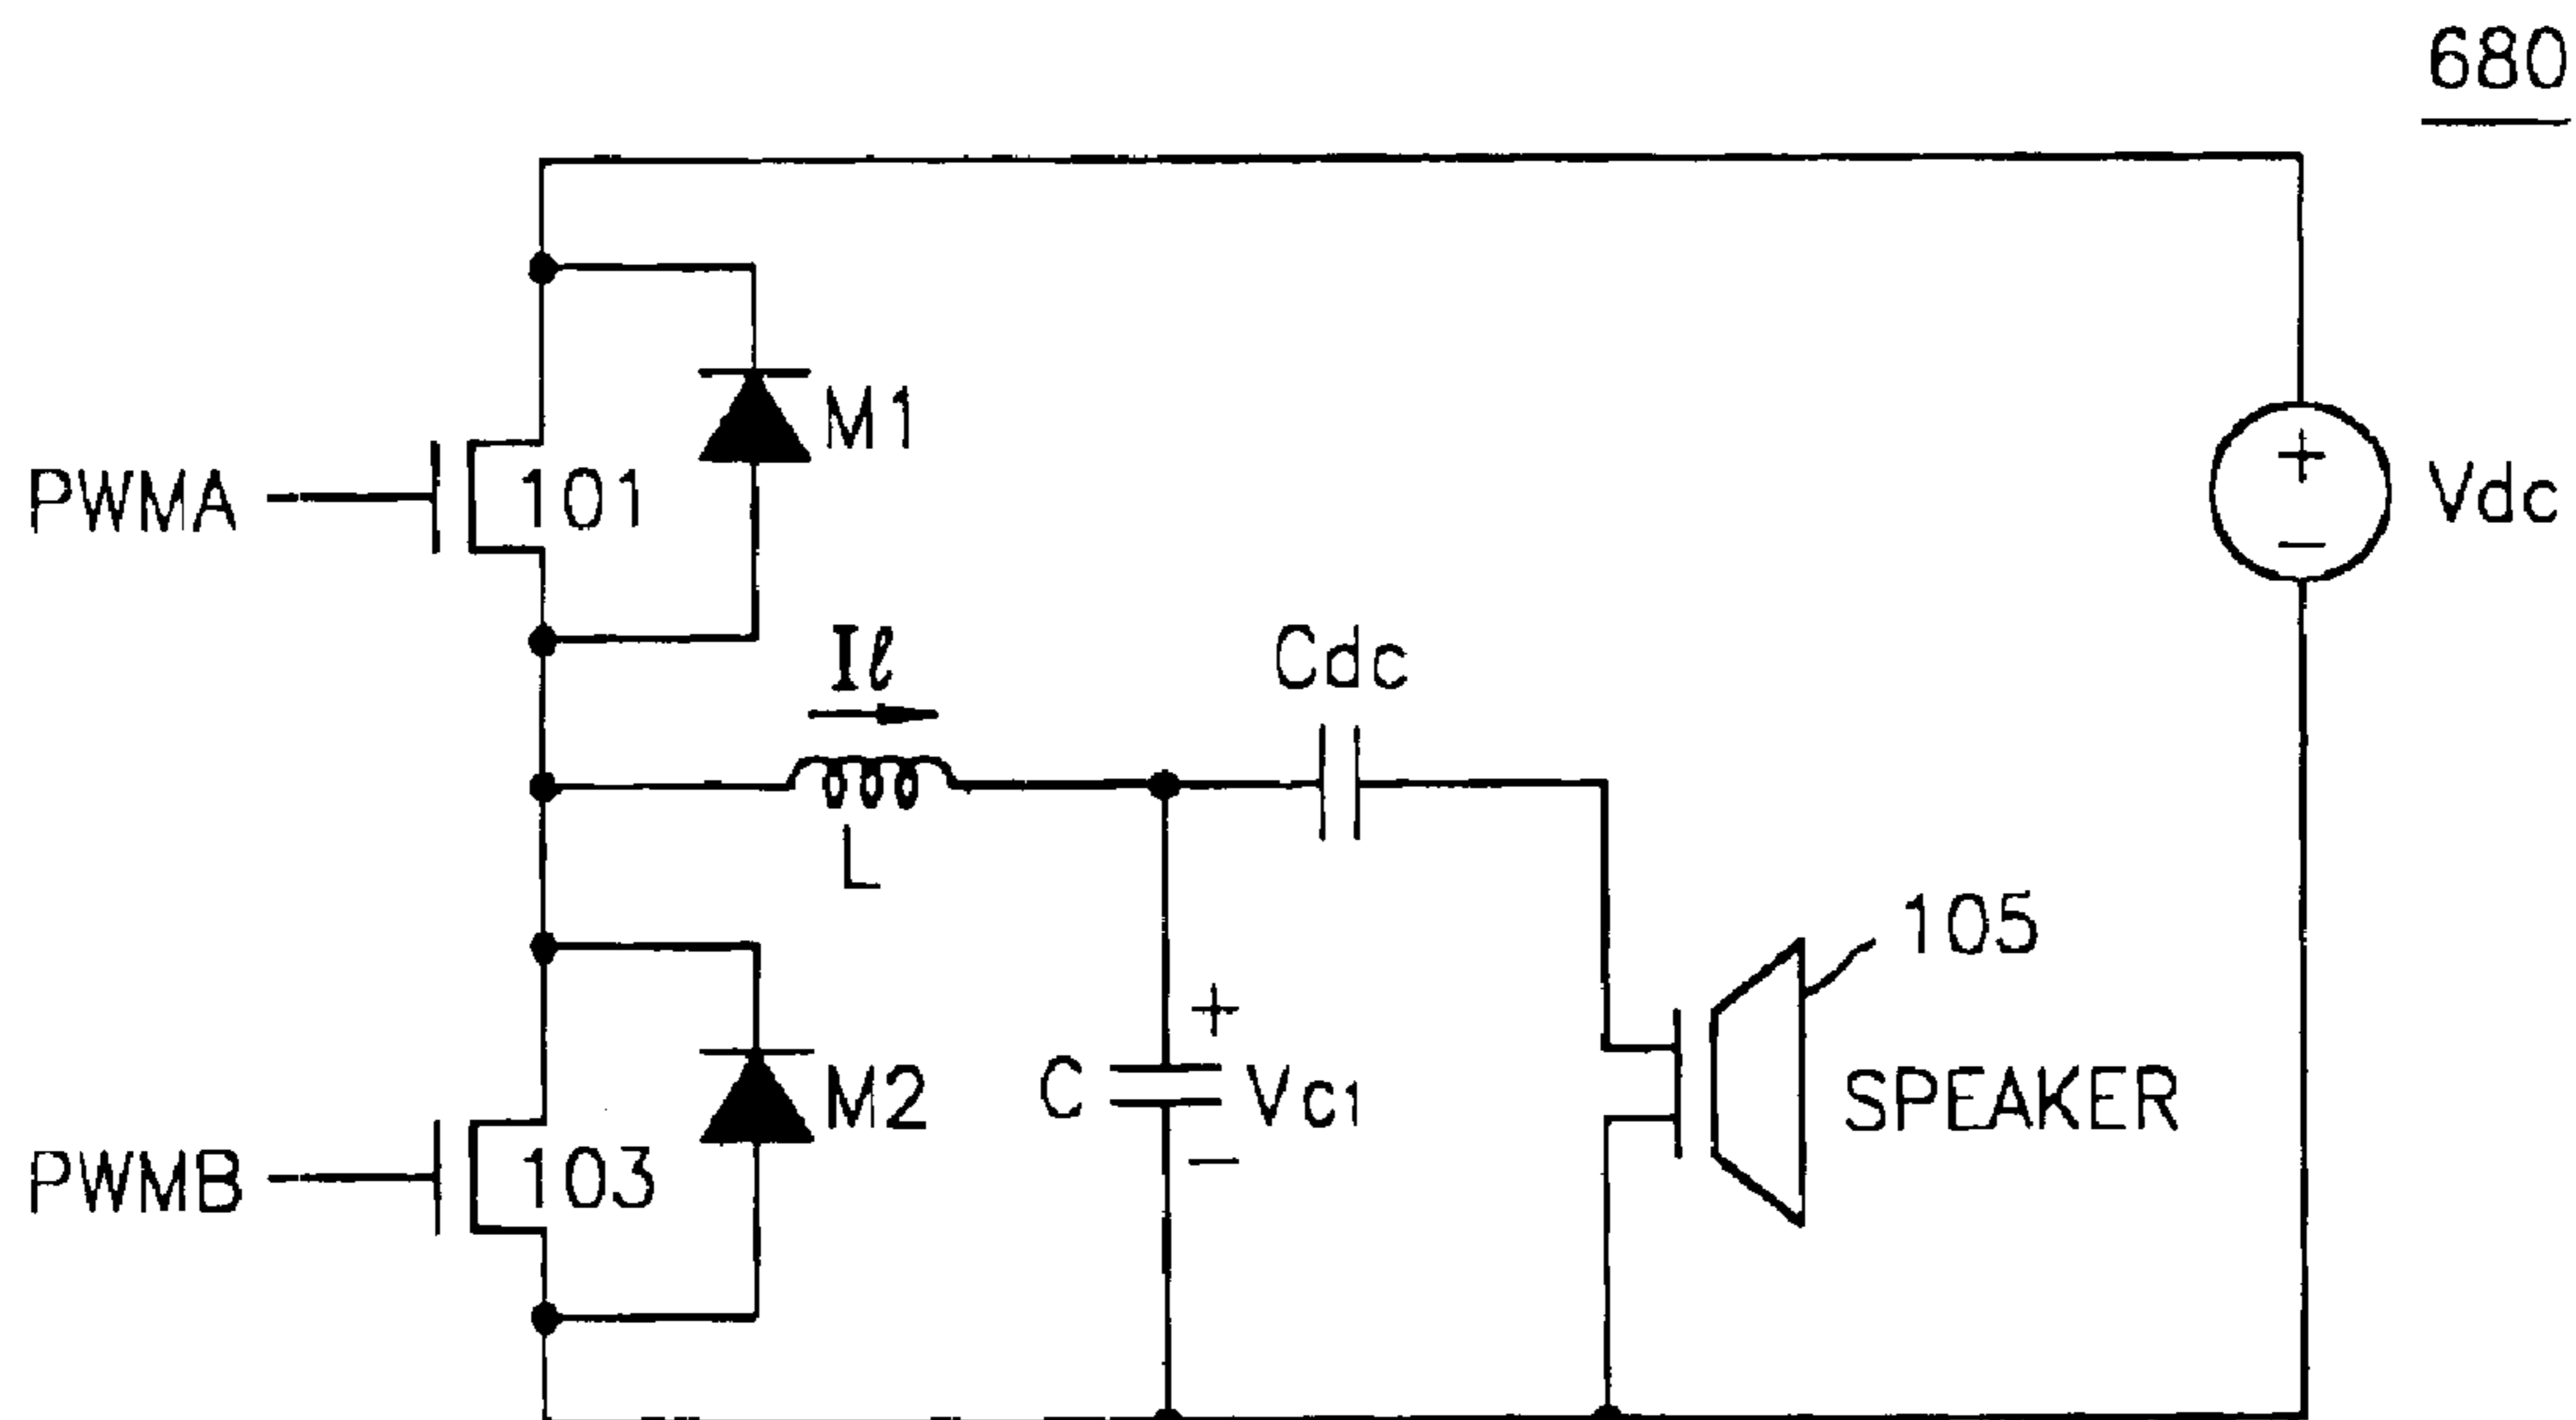 680
M1
PWMA
101
+
-
Vdc
Iℓ
Cdc
L
105
+
C
Vc1
-
M2
SPEAKER
PWMB
103